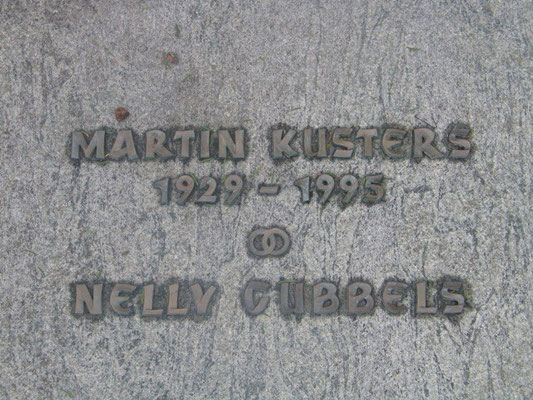 MARTIN KUSTERS
1929 - 1995
NELLY GUBBELS